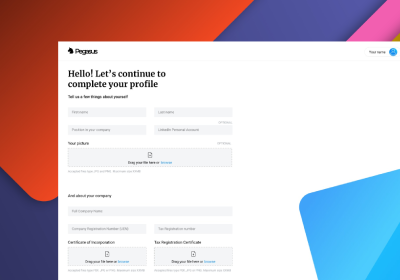 Pegasus
Your name
Hello! Let's continue to
complete your profile
Tell us a few things about yourself
First name
Last name
Position in your company
LinkedIn Personal Account
Your picture
Drag your file here or browse
And about your company
Full Company Name
Company Registration Number (CRN)
Tax Registration number
Certificate of Incorporation
Tax Registration Certificate
Drag your file here or browse
Drag your file here or browse